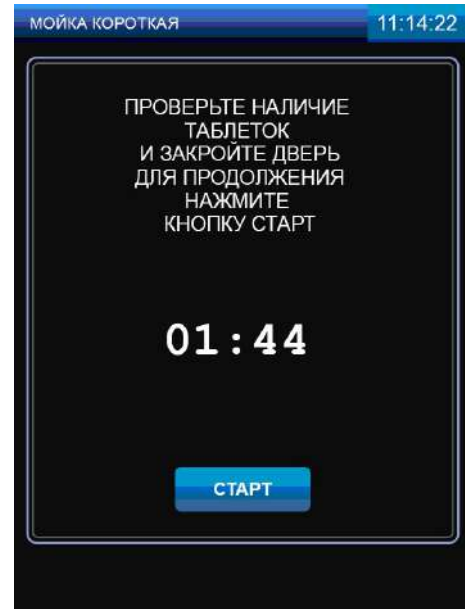 МОЙКА КОРОТКАЯ 11:14:22
ПРОВЕРЬТЕ НАЛИЧИЕ
ТАБЛЕТОК
И ЗАКРОЙТЕ ДВЕРЬ
ДЛЯ ПРОДОЛЖЕНИЯ
НАЖМИТЕ
КНОПКУ СТАРТ
01:44
СТАРТ